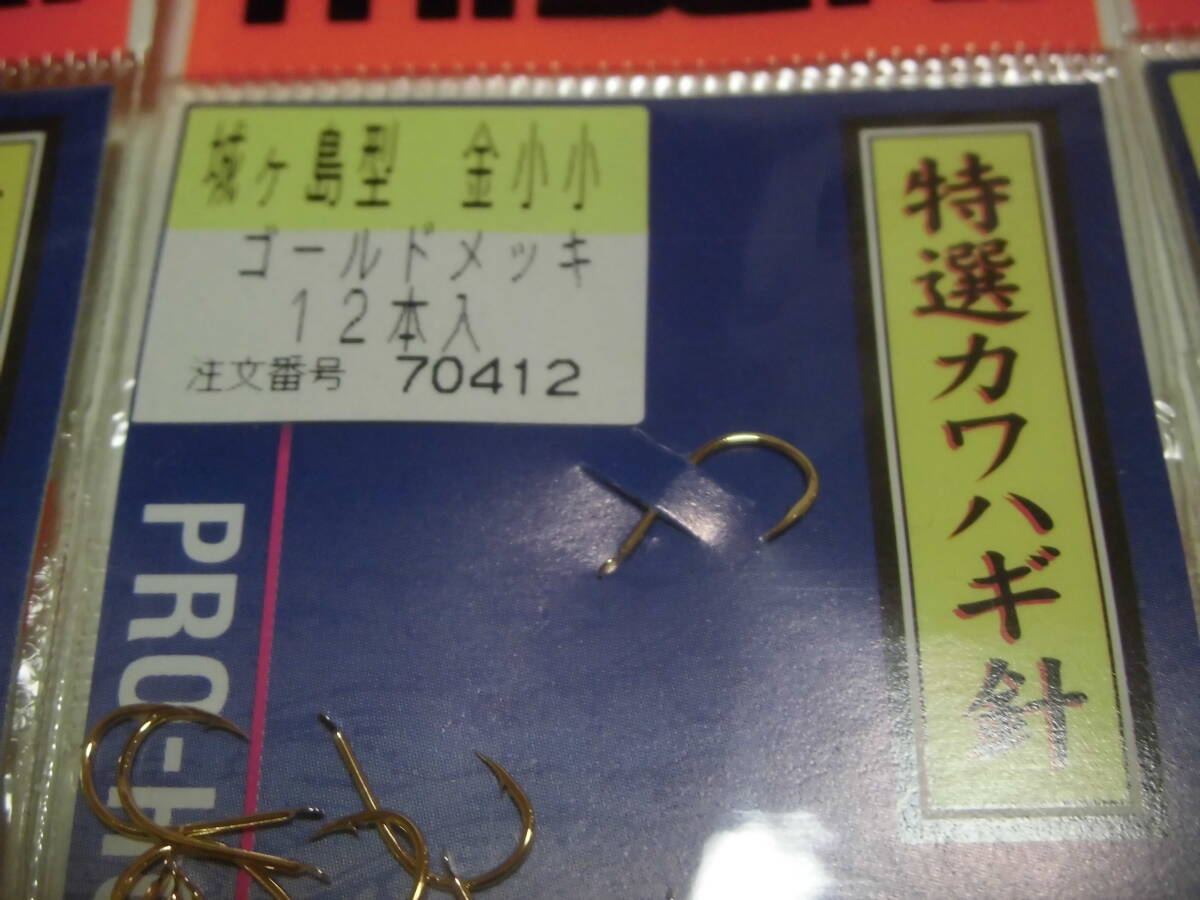 城ヶ島型 金小小
ゴールドメッキ
12本入
注文番号 70412
特選カワハギ針
PRO-H